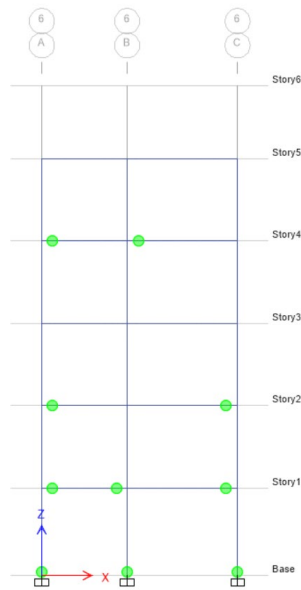 6 6 6
A B C
Story6
Story5
Story4
Story3
Story2
Story1
Z
X
Base